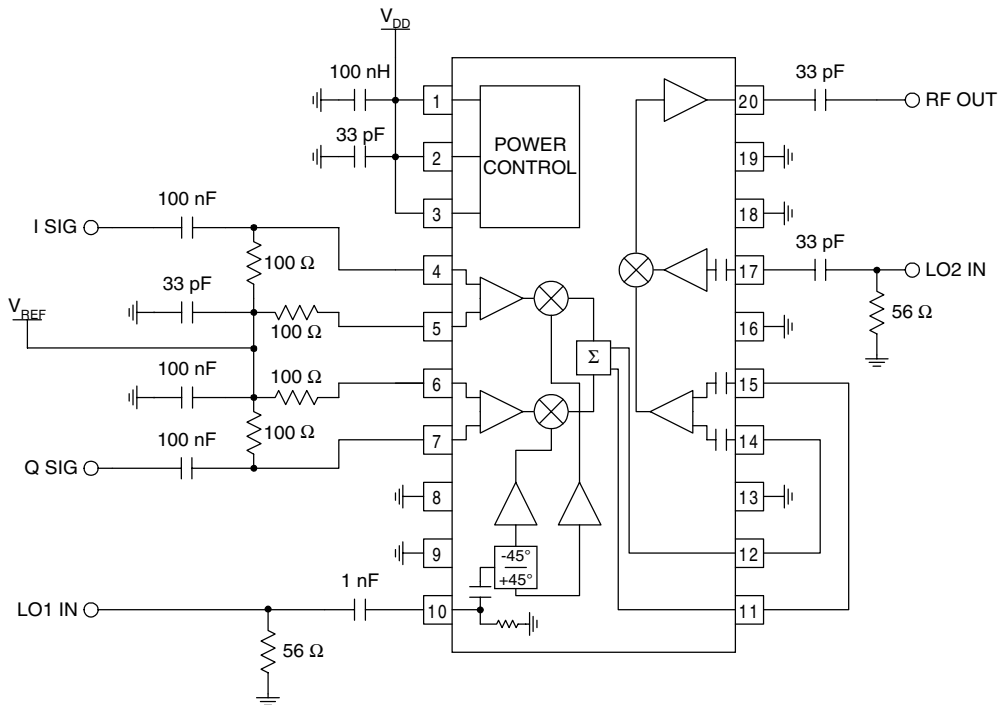 V_DD
100 nH
33 pF
1
2
3
POWER
CONTROL
20
33 pF
RF OUT
19
18
I SIG
100 nF
100 Ω
4
33 pF
V_REF
100 Ω
5
17
33 pF
LO2 IN
56 Ω
16
Σ
100 nF
100 Ω
6
15
100 nF
100 Ω
7
14
Q SIG
8
13
9
-45°
+45°
12
LO1 IN
1 nF
10
11
56 Ω